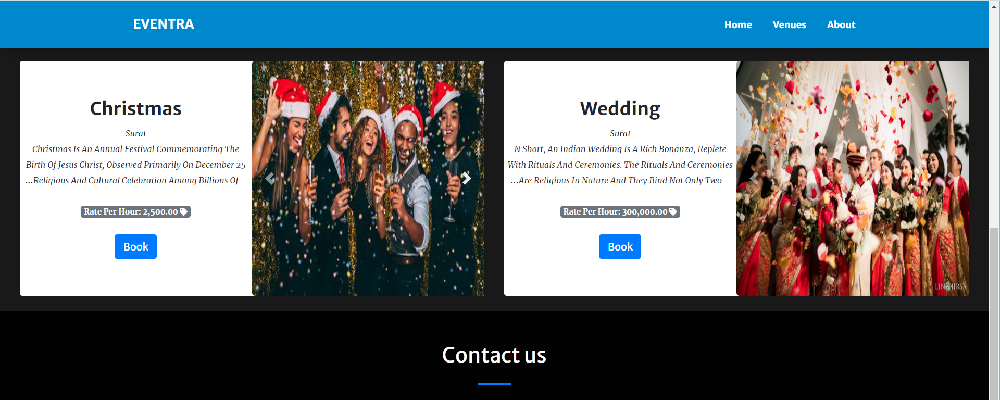 EVENTRA
Home Venues About
Christmas
Surat
Christmas Is An Annual Festival Commemorating The
Birth Of Jesus Christ, Observed Primarily On December 25
...Religious And Cultural Celebration Among Billions Of
Rate Per Hour: 2,500.00
Book
Wedding
Surat
N Short, An Indian Wedding Is A Rich Bonanza, Replete
With Rituals And Ceremonies. The Rituals And Ceremonies
...Are Religious In Nature And They Bind Not Only Two
Rate Per Hour: 300,000.00
Book
LIN&JIRSA
Contact us